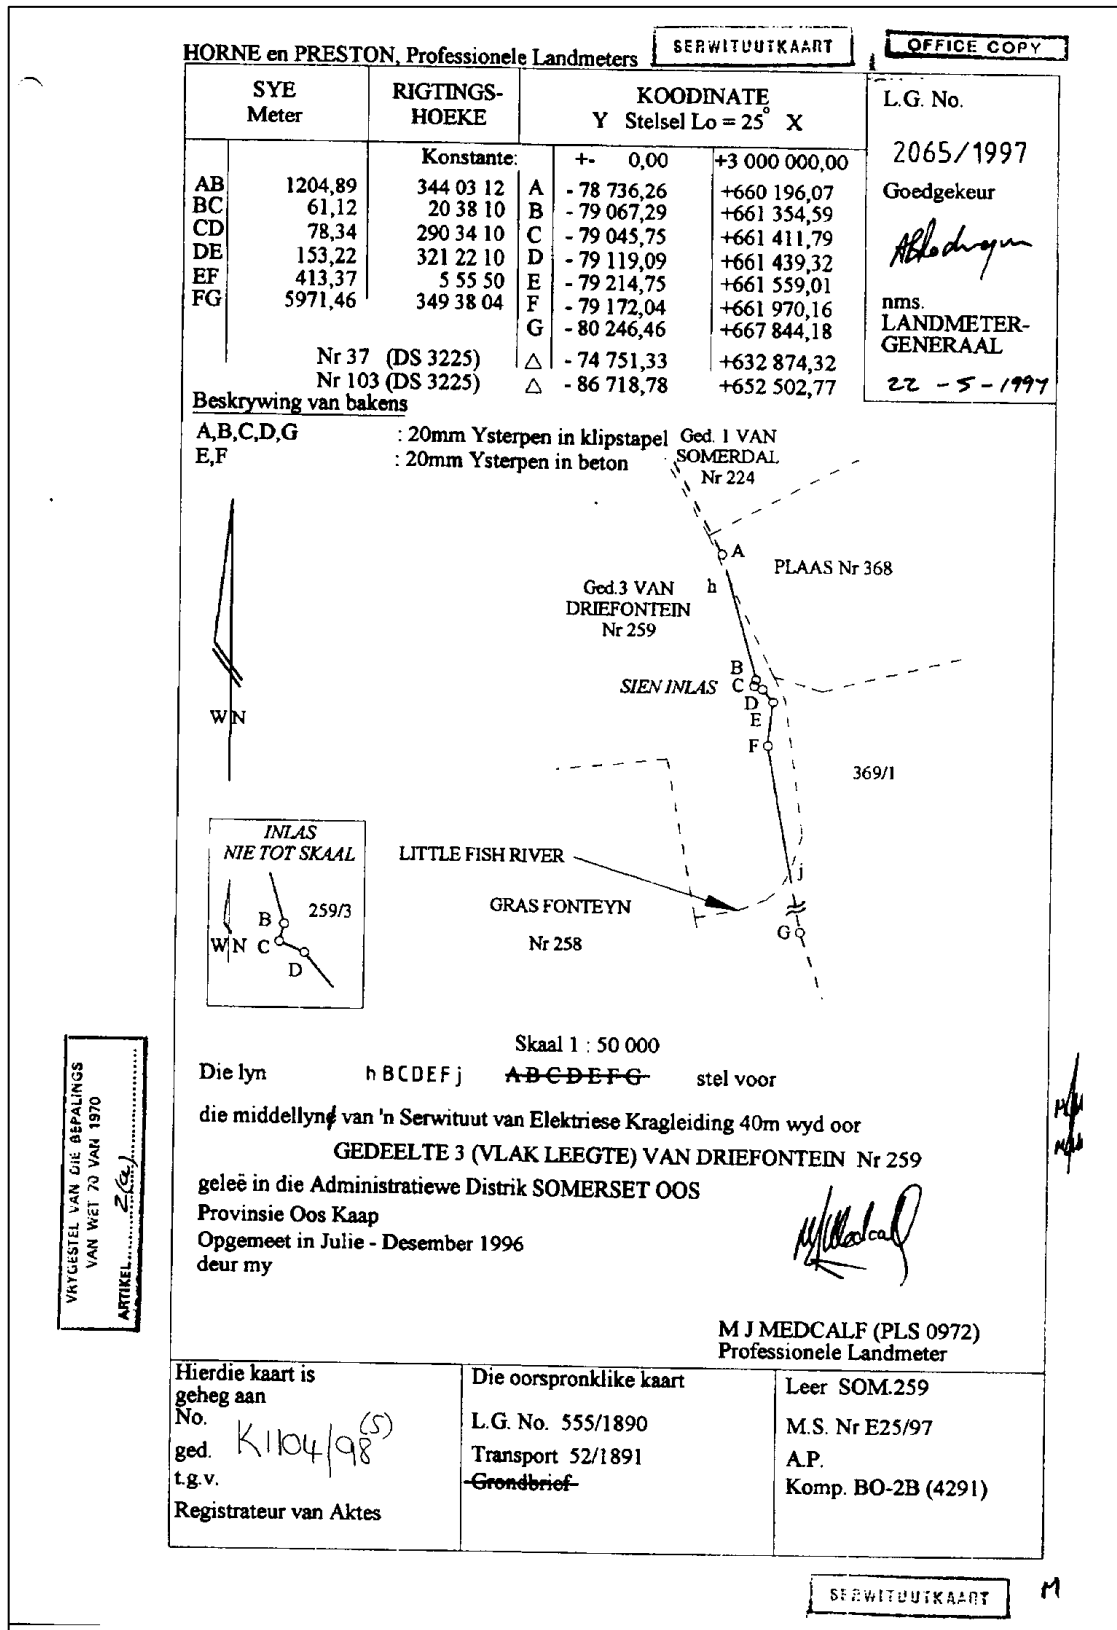 HORNE en PRESTON, Professionele Landmeters
SERWITUUTKAART
OFFICE COPY
SYE
Meter
RIGTINGS-
HOEKE
KOODINATE
Y Stelsel Lo = 25° X
Konstante: +- 0,00 +3 000 000,00
AB 1204,89 344 03 12 A - 78 736,26 +660 196,07
BC 61,12 20 38 10 B - 79 067,29 +661 354,59
CD 78,34 290 34 10 C - 79 045,75 +661 411,79
DE 153,22 321 22 10 D - 79 119,09 +661 439,32
EF 413,37 5 55 50 E - 79 214,75 +661 559,01
FG 5971,46 349 38 04 F - 79 172,04 +661 970,16
G - 80 246,46 +667 844,18
Nr 37 (DS 3225) △ - 74 751,33 +632 874,32
Nr 103 (DS 3225) △ - 86 718,78 +652 502,77
L.G. No.
2065/1997
Goedgekeur
nms.
LANDMETER-
GENERAAL
22 - 5 - 1997
Beskrywing van bakens
A,B,C,D,G : 20mm Ysterpen in klipstapel
E,F : 20mm Ysterpen in beton
Ged. 1 VAN
SOMERDAL
Nr 224
A
PLAAS Nr 368
h
Ged.3 VAN
DRIEFONTEIN
Nr 259
B
SIEN INLAS C
D
E
F
W N
369/1
INLAS
NIE TOT SKAAL
B 259/3
W N C
D
LITTLE FISH RIVER
j
GRAS FONTEYN
Nr 258
G
Skaal 1 : 50 000
Die lyn h BCDEF j ABCDEFG stel voor
die middellyne van 'n Serwituut van Elektriese Kragleiding 40m wyd oor
GEDEELTE 3 (VLAK LEEGTE) VAN DRIEFONTEIN Nr 259
geleë in die Administratiewe Distrik SOMERSET OOS
Provinsie Oos Kaap
Opgemeet in Julie - Desember 1996
deur my
M J MEDCALF (PLS 0972)
Professionele Landmeter
VRYGESTEL VAN DIE BEPALINGS
VAN WET 70 VAN 1970
ARTIKEL 2(a)
Hierdie kaart is
geheg aan
No. K1104/98 (S)
ged.
t.g.v.
Registrateur van Aktes
Die oorspronklike kaart
L.G. No. 555/1890
Transport 52/1891
Grondbrief
Leer SOM.259
M.S. Nr E25/97
A.P.
Komp. BO-2B (4291)
SERWITUUTKAART
M